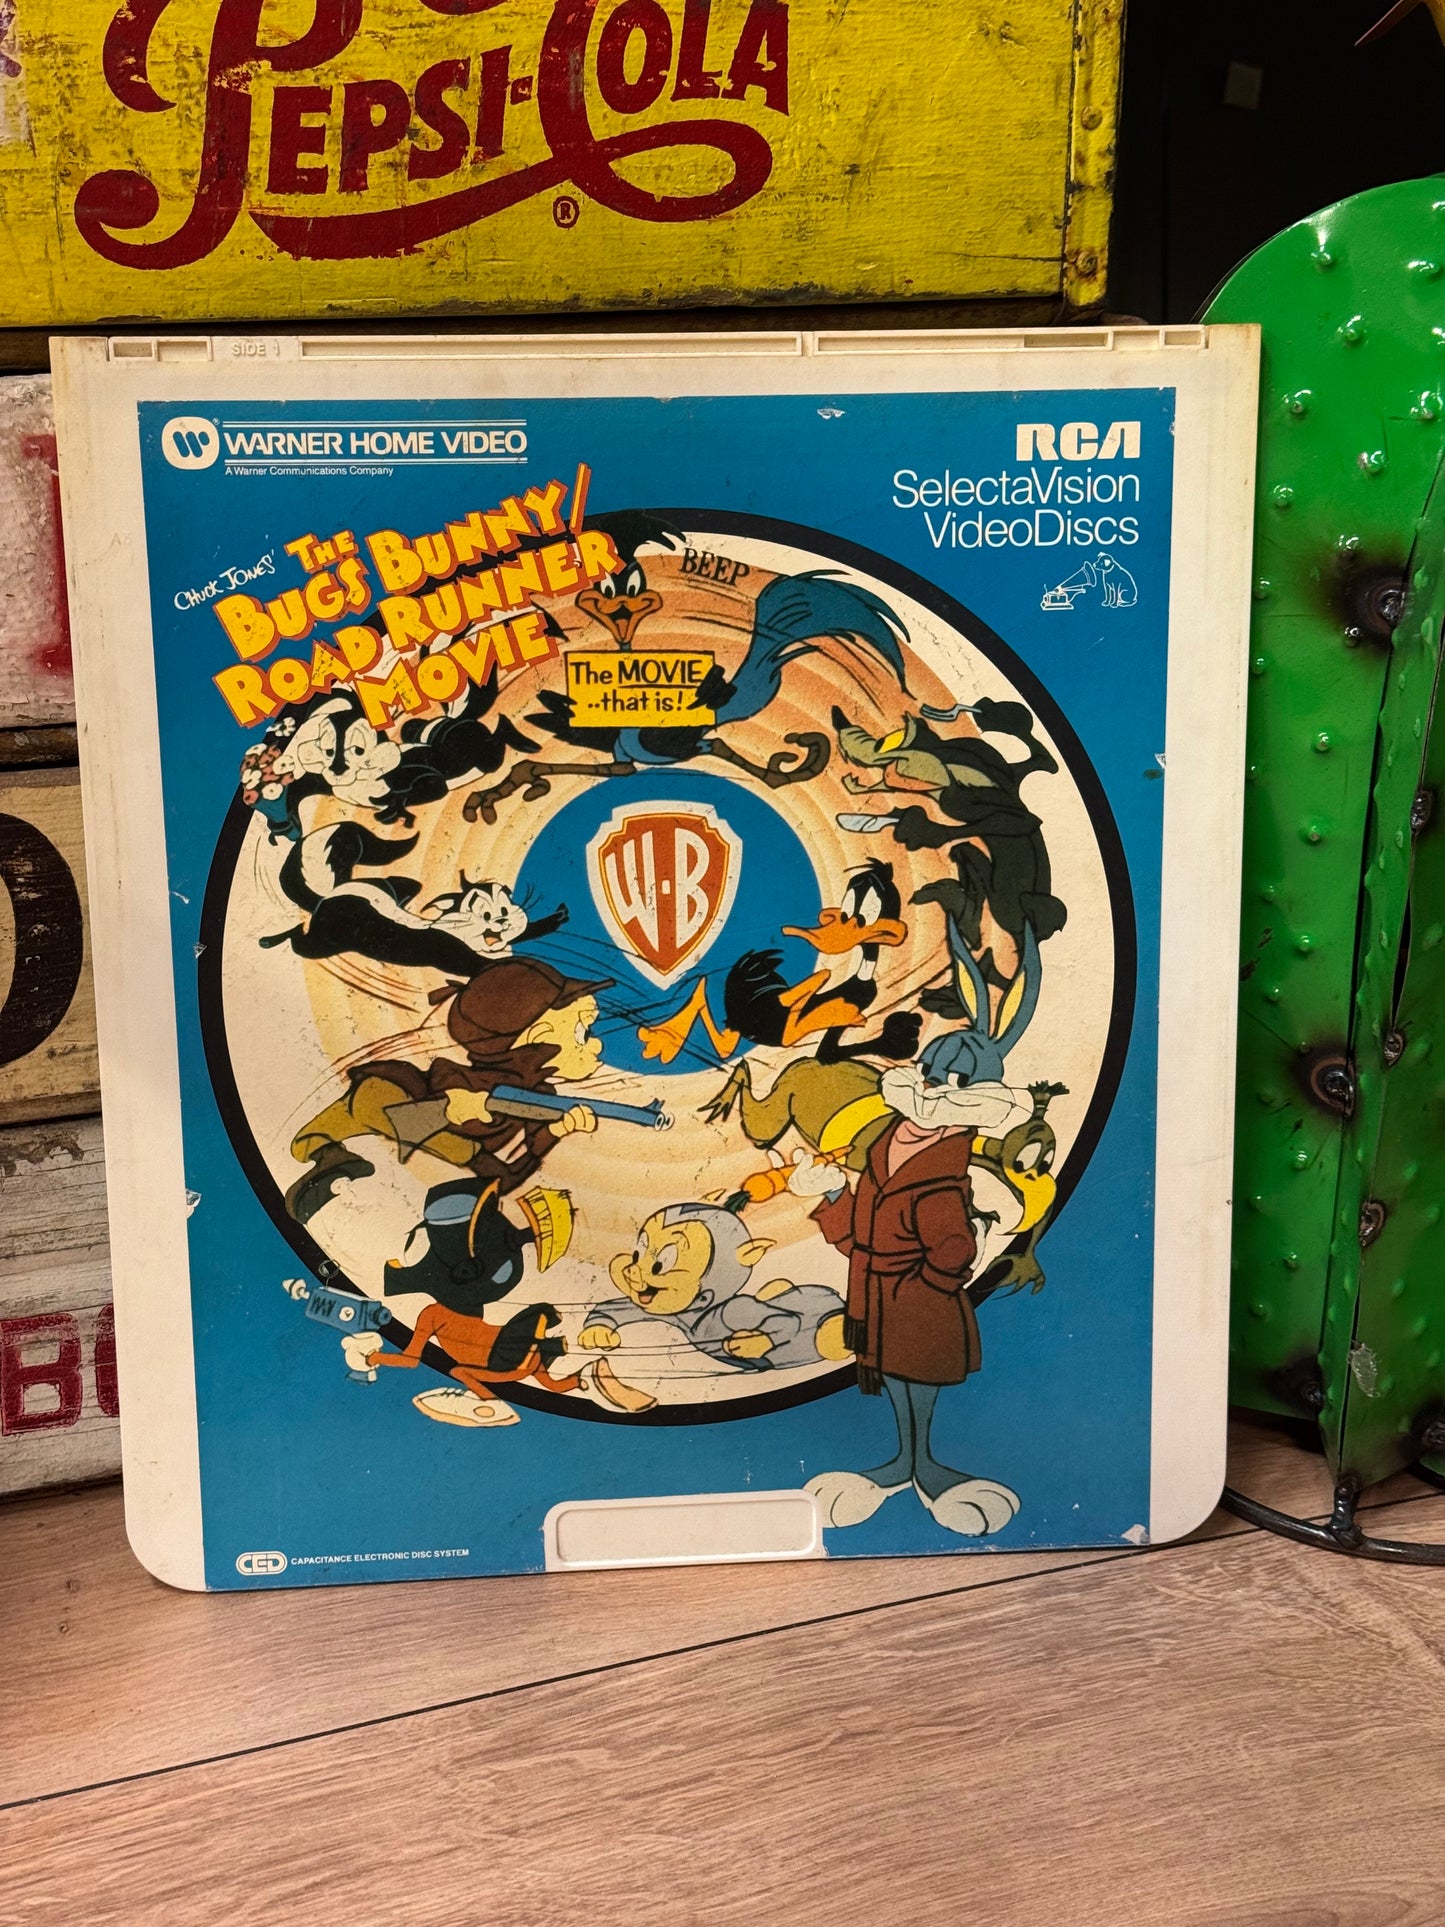 PEPSI-COLA
®
SIDE 1
W® WARNER HOME VIDEO
A Warner Communications Company
RCA
SelectaVision
VideoDiscs
CHUCK JONES'
THE
BUGS BUNNY/
ROAD RUNNER
MOVIE
BEEP
The MOVIE
..that is!
W·B
CED CAPACITANCE ELECTRONIC DISC SYSTEM